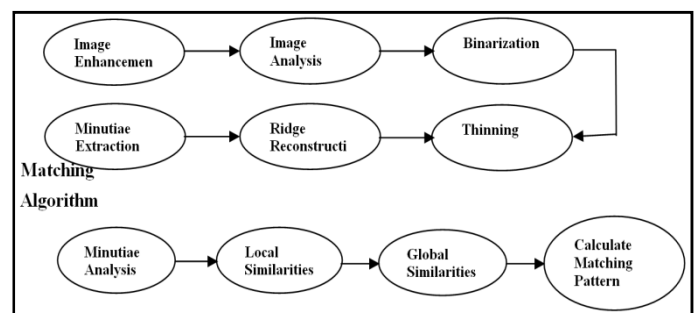 Image
Enhancemen
Image
Analysis
Binarization
Minutiae
Extraction
Ridge
Reconstructi
Thinning
Matching
Algorithm
Minutiae
Analysis
Local
Similarities
Global
Similarities
Calculate
Matching
Pattern